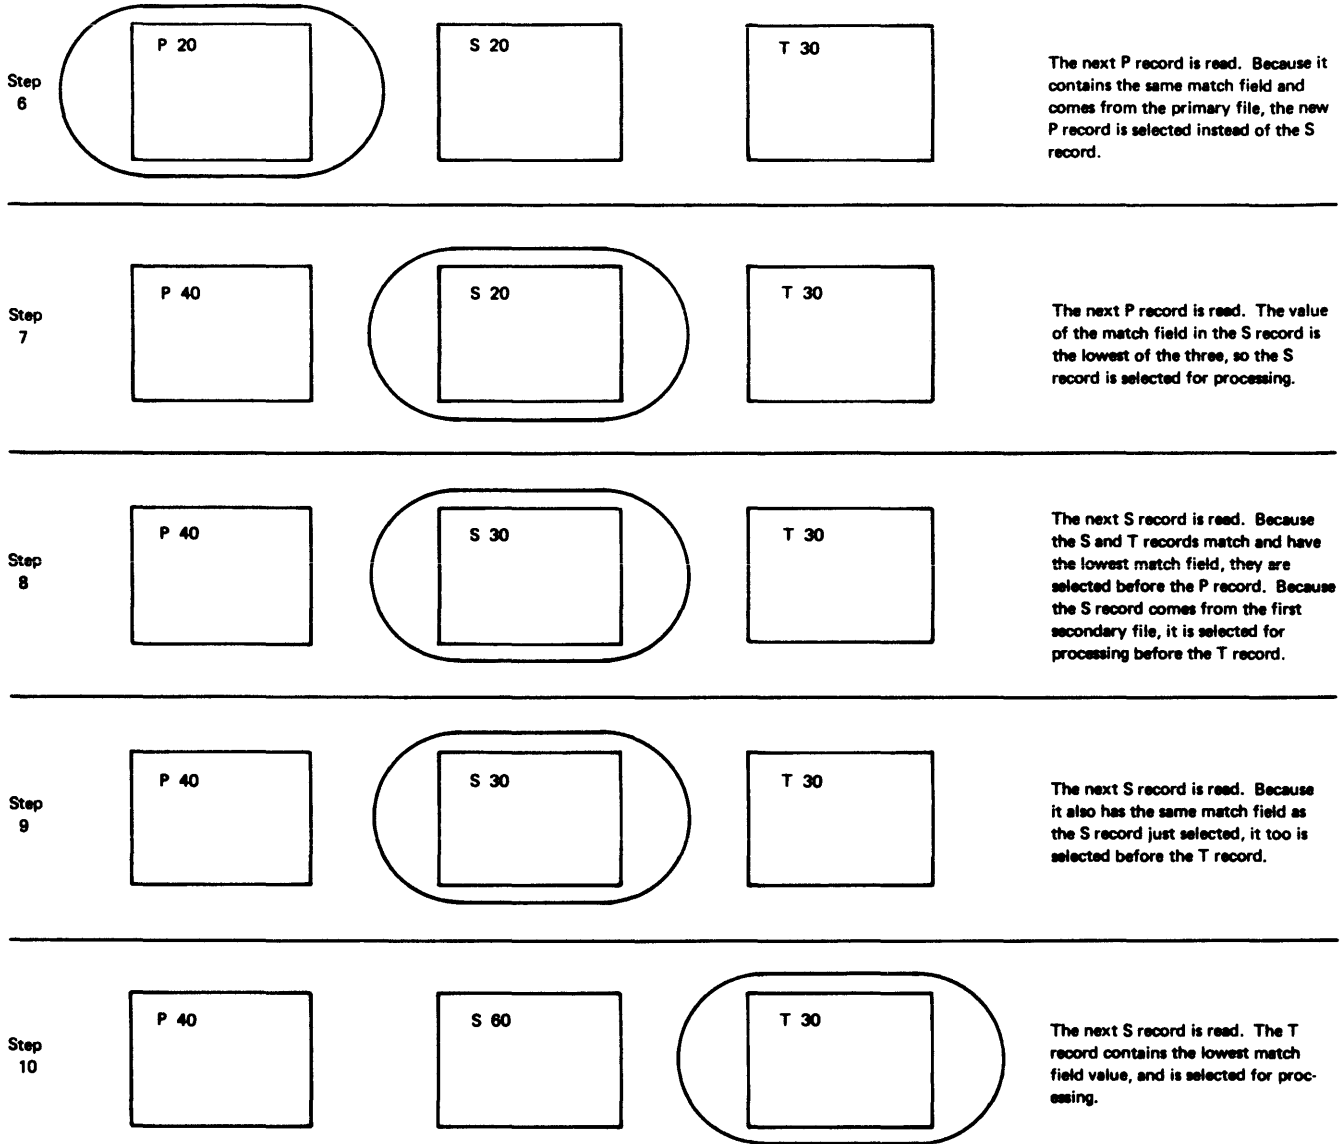 Step
6
P 20
S 20
T 30
The next P record is read. Because it
contains the same match field and
comes from the primary file, the new
P record is selected instead of the S
record.
Step
7
P 40
S 20
T 30
The next P record is read. The value
of the match field in the S record is
the lowest of the three, so the S
record is selected for processing.
Step
8
P 40
S 30
T 30
The next S record is read. Because
the S and T records match and have
the lowest match field, they are
selected before the P record. Because
the S record comes from the first
secondary file, it is selected for
processing before the T record.
Step
9
P 40
S 30
T 30
The next S record is read. Because
it also has the same match field as
the S record just selected, it too is
selected before the T record.
Step
10
P 40
S 60
T 30
The next S record is read. The T
record contains the lowest match
field value, and is selected for proc-
essing.